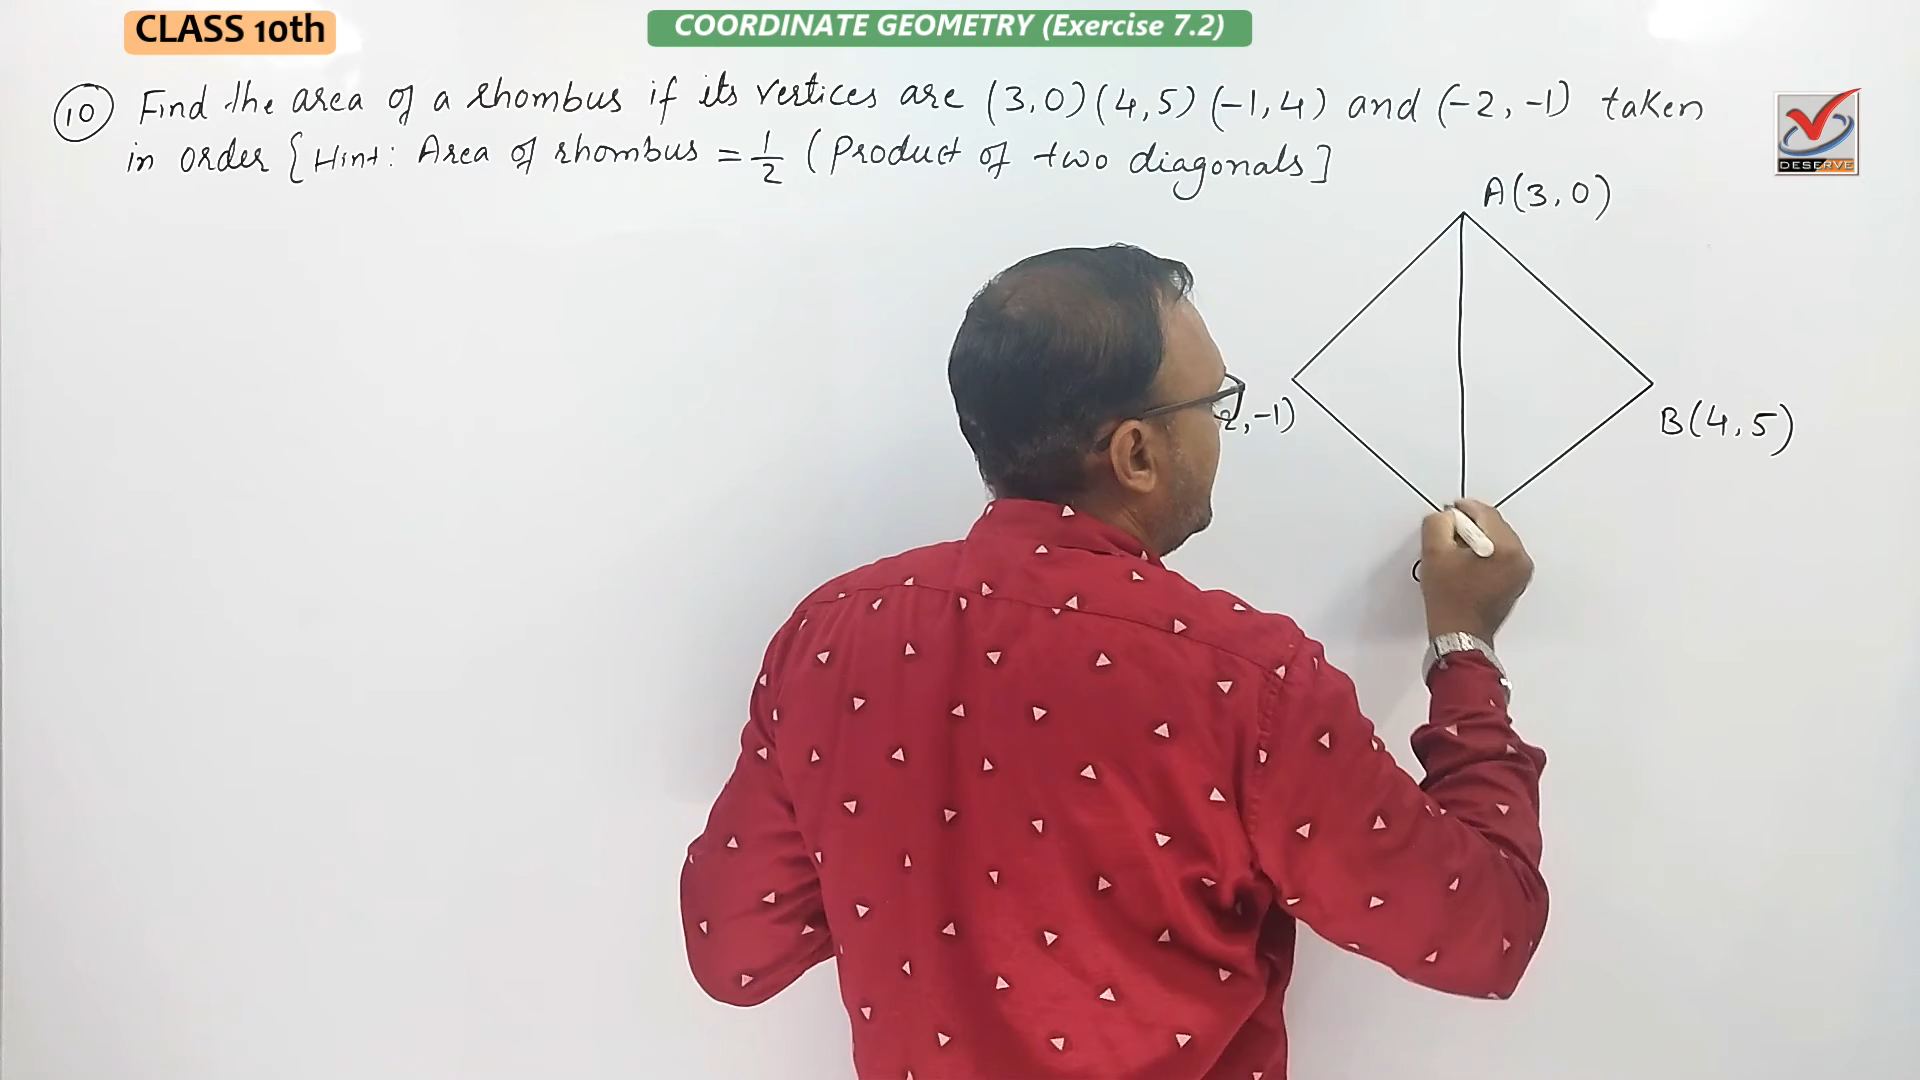 CLASS 10th
COORDINATE GEOMETRY (Exercise 7.2)
10 Find the area of a rhombus if its vertices are (3,0)(4,5)(-1,4) and (-2,-1) taken
in order {Hint: Area of rhombus = 1/2 (Product of two diagonals]
DESERVE
A(3,0)
2,-1)
B(4,5)